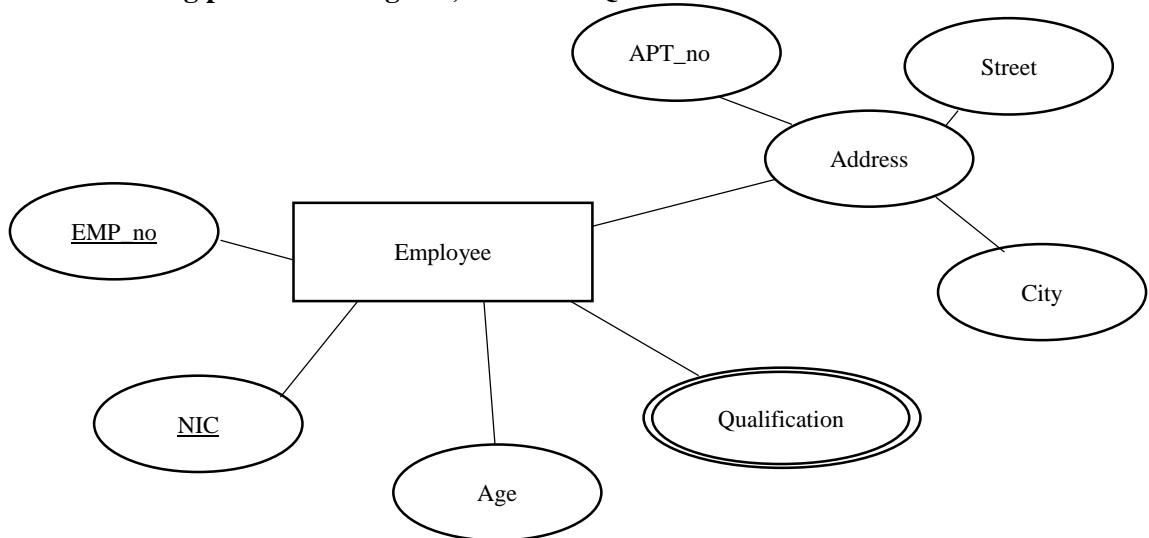 APT_no
Street
Address
EMP_no
Employee
City
NIC
Qualification
Age